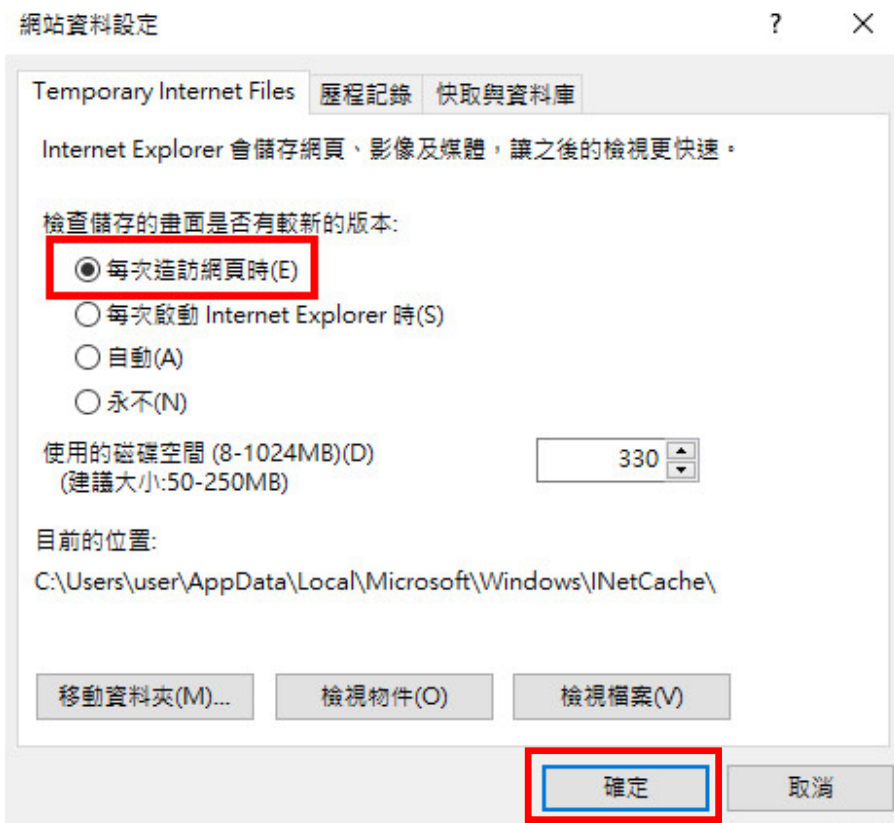 網站資料設定
?
Temporary Internet Files
歷程記錄
快取與資料庫
Internet Explorer 會儲存網頁、影像及媒體，讓之後的檢視更快速。
檢查儲存的畫面是否有較新的版本:
每次造訪網頁時(E)
每次啟動 Internet Explorer 時(S)
自動(A)
永不(N)
使用的磁碟空間 (8-1024MB)(D)
330
(建議大小:50-250MB)
目前的位置:
C:\Users\user\AppData\Local\Microsoft\Windows\INetCache\
移動資料夾(M)...
檢視物件(O)
檢視檔案(V)
確定
取消